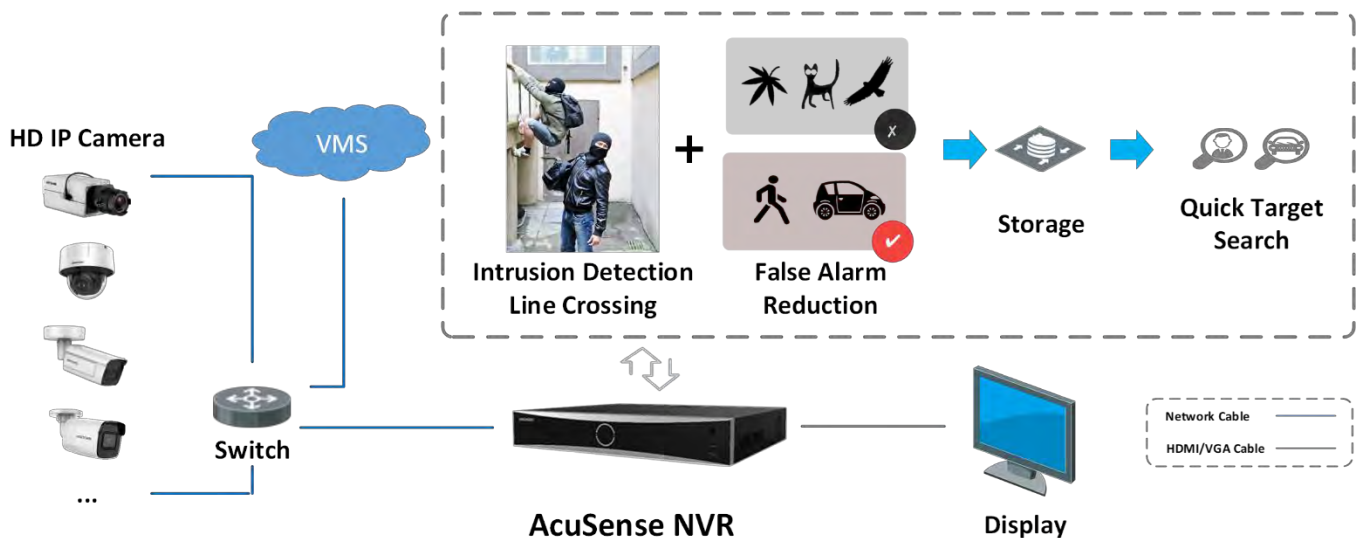 HD IP Camera
VMS
Intrusion Detection
Line Crossing
+
False Alarm
Reduction
X
Storage
Quick Target
Search
Switch
...
AcuSense NVR
Display
Network Cable
HDMI/VGA Cable